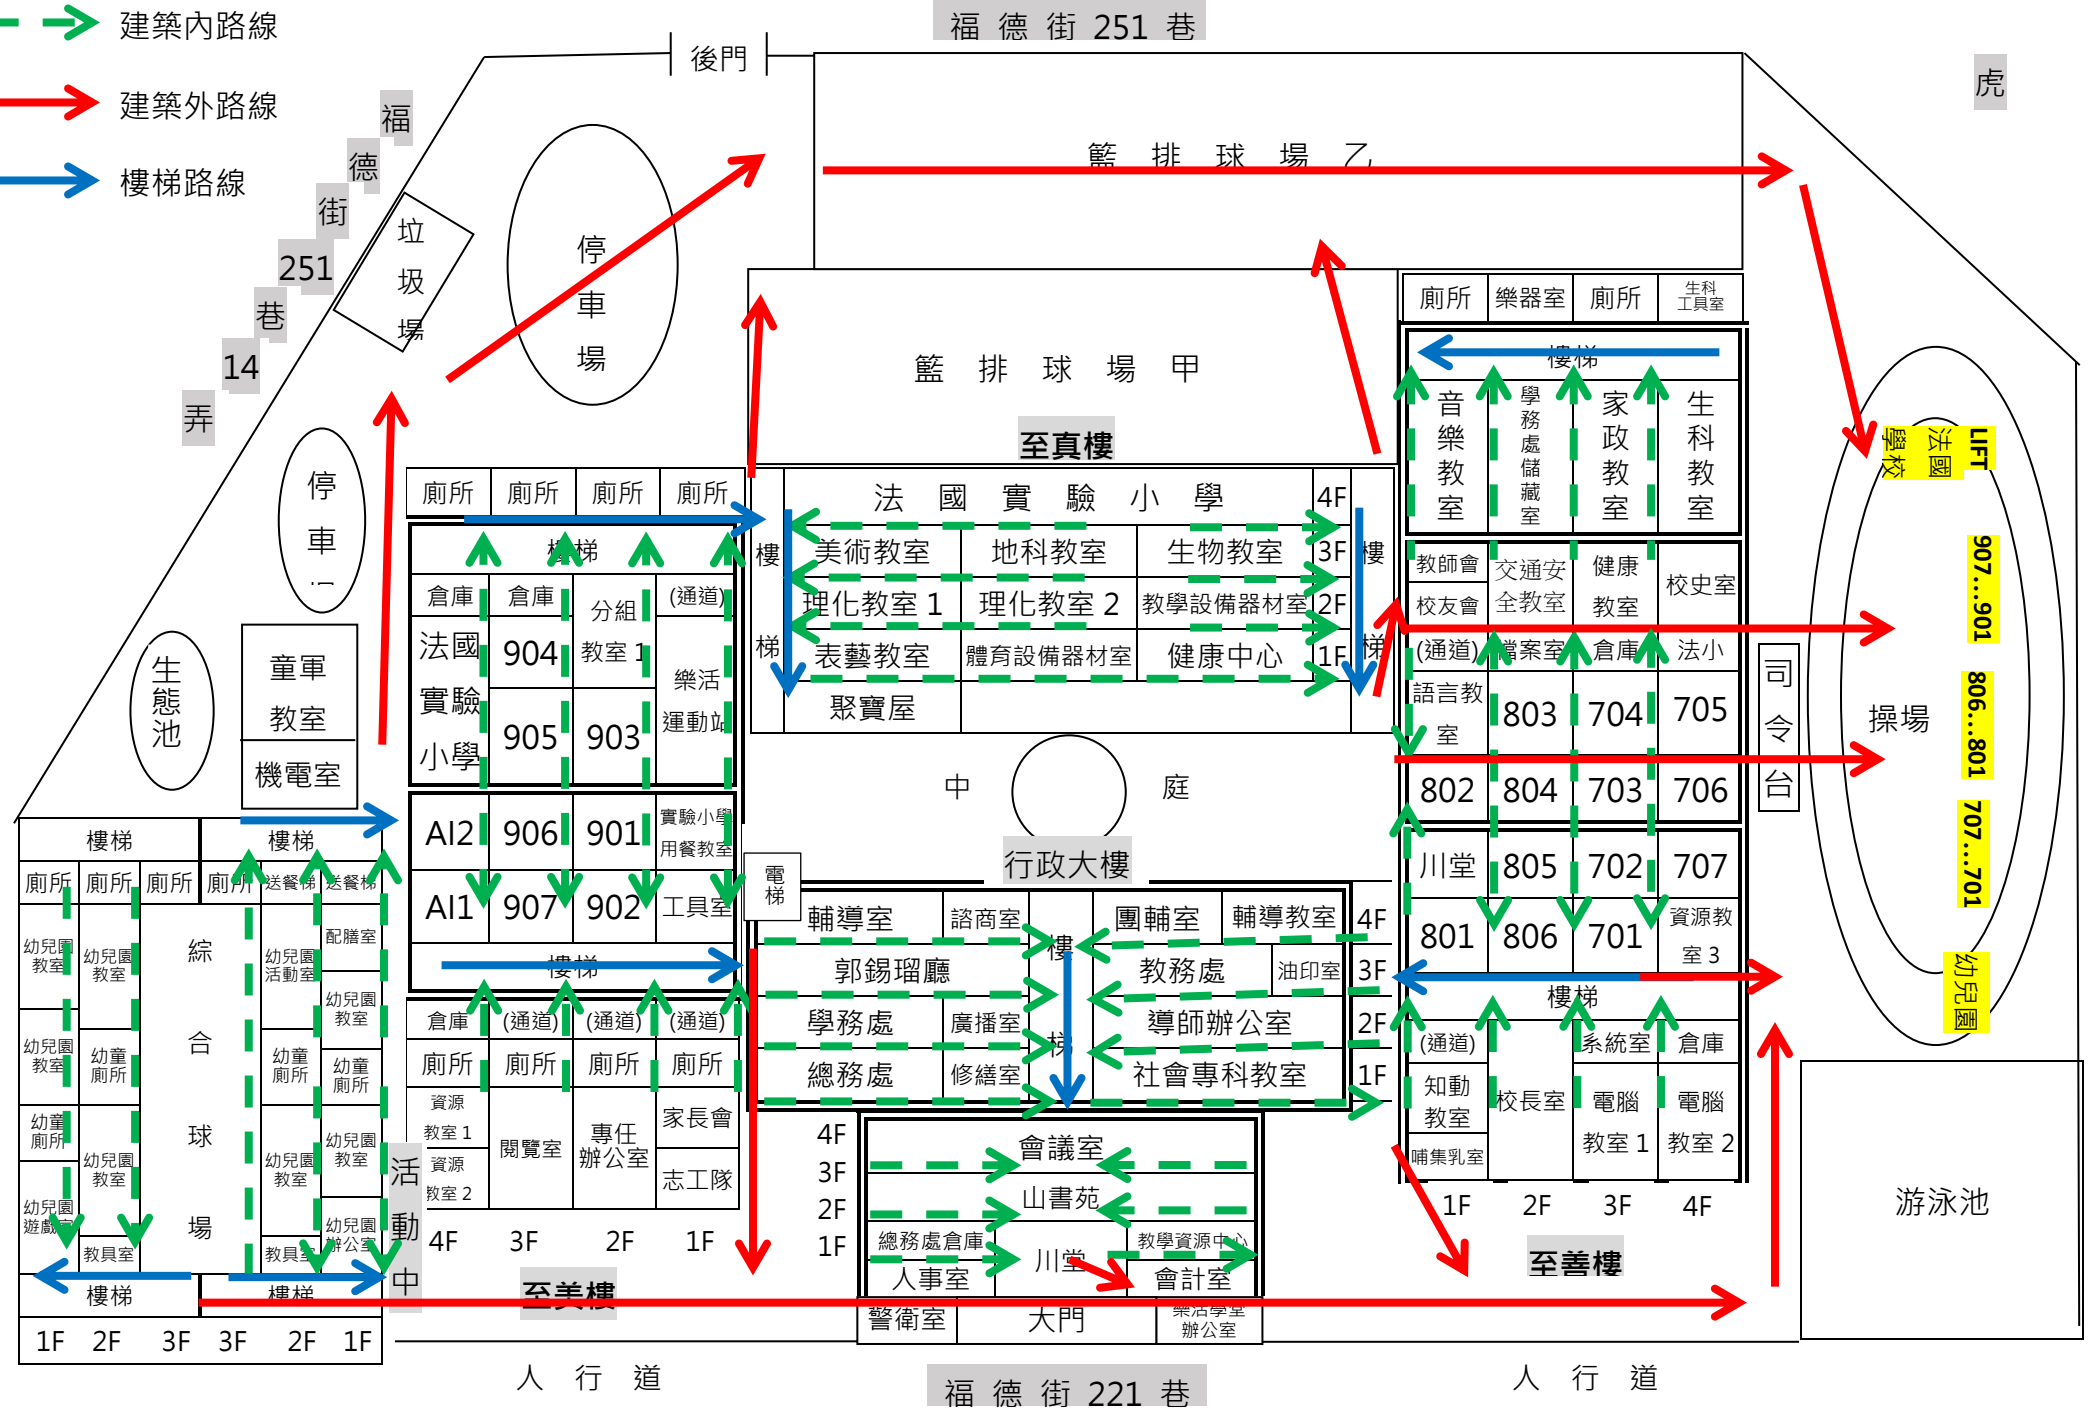 建築內路線
建築外路線
樓梯路線
福 德 街 251 巷
後門
虎
福
德
街
251
巷
14
弄
垃
圾
場
停
車
場
籃 排 球 場 乙
籃 排 球 場 甲
至真樓
廁所 樂器室 廁所 生科
工具室
樓梯
音樂教室 學務處儲藏室 家政教室 生科教室
停
車
生態池
童軍
教室
機電室
廁所 廁所 廁所 廁所
樓梯
倉庫 倉庫 分組
教室 1 (通道)
法國
實驗
小學
904
905
903
樂活
運動站
AI2 906 901 實驗小學
用餐教室
AI1 907 902 工具室
樓梯
倉庫 (通道) (通道) (通道)
廁所 廁所 廁所 廁所
資源
教室 1
資源
教室 2
閱覽室
專任
辦公室
家長會
志工隊
4F 3F 2F 1F
至美樓
法 國 實 驗 小 學 4F
美術教室 地科教室 生物教室 3F
理化教室 1 理化教室 2 教學設備器材室 2F
表藝教室 體育設備器材室 健康中心 1F
聚寶屋
樓
梯
樓
梯
中 庭
行政大樓
電梯
輔導室 諮商室 團輔室 輔導教室 4F
郭錫瑠廳 教務處 油印室 3F
學務處 廣播室 導師辦公室 2F
總務處 修繕室 社會專科教室 1F
樓
梯
4F
3F
2F
1F
會議室
山書苑
總務處倉庫 川堂 教學資源中心
人事室 會計室
警衛室 大門 樂活學堂
辦公室
教師會
校友會
交通安
全教室
健康
教室
校史室
(通道) 檔案室 倉庫 法小
語言教
室
803 704 705
802 804 703 706
川堂 805 702 707
801 806 701 資源教
室 3
樓梯
(通道) 系統室 倉庫
知動
教室
哺集乳室
校長室
電腦
教室 1
電腦
教室 2
1F 2F 3F 4F
至善樓
司
令
台
操場
LIFT
法國
學校
907…901
806…801
707…701
幼兒園
游泳池
樓梯 樓梯
廁所 廁所 廁所 廁所 送餐梯 送餐梯
幼兒園
教室
幼兒園
教室
幼童
廁所
幼兒園
遊戲室
幼兒園
教室
幼童
廁所
幼兒園
教室
教具室
綜
合
球
場
幼兒園
活動室
幼童
廁所
幼兒園
教室
教具室
配膳室
幼兒園
教室
幼童
廁所
幼兒園
教室
幼兒園
辦公室
樓梯 樓梯
1F 2F 3F 3F 2F 1F
活
動
中
人 行 道
福 德 街 221 巷
人 行 道